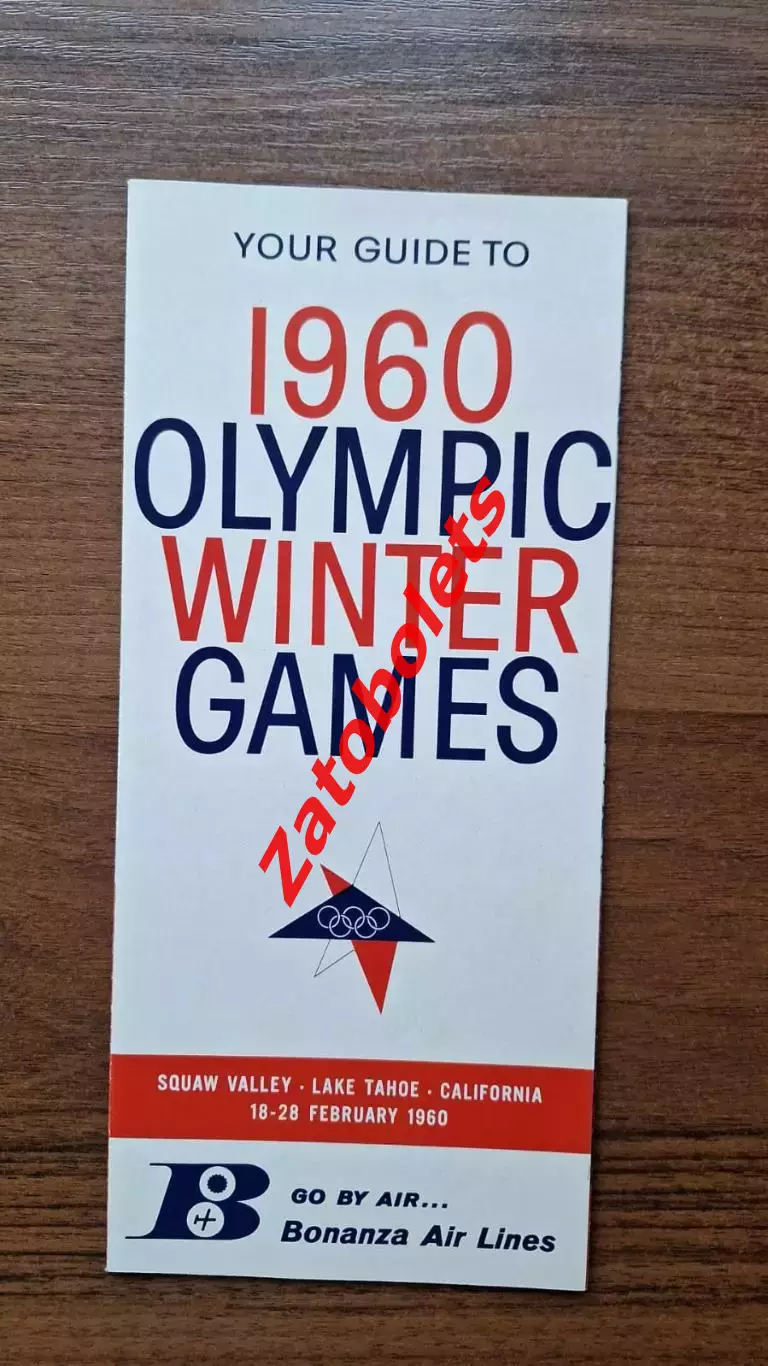 YOUR GUIDE TO
1960
OLYMPIC
WINTER
GAMES
Zatobolets
SQUAW VALLEY · LAKE TAHOE · CALIFORNIA
18-28 FEBRUARY 1960
B
GO BY AIR...
Bonanza Air Lines